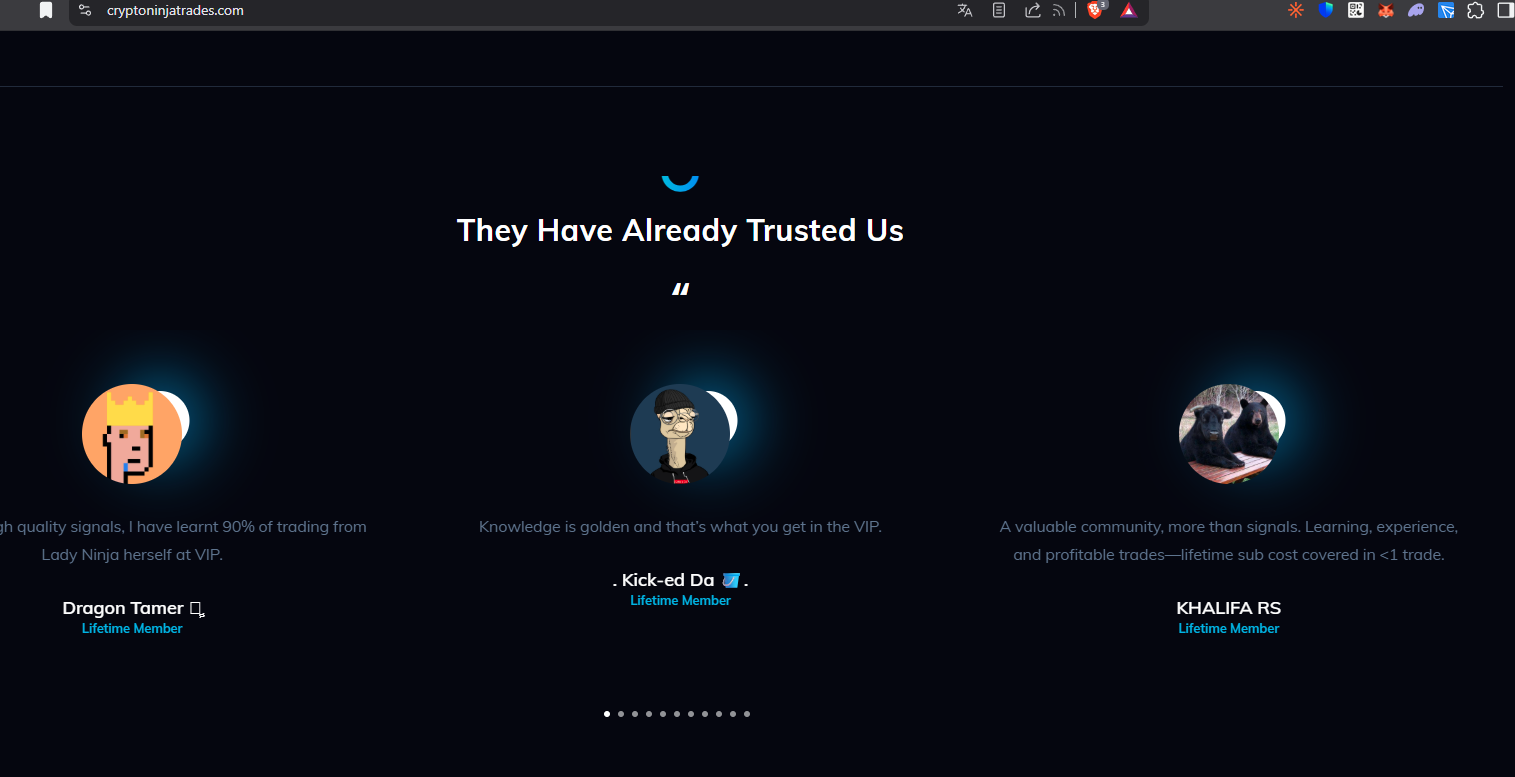 cryptoninjatrades.com
3
They Have Already Trusted Us
“
quality signals, I have learnt 90% of trading from
Lady Ninja herself at VIP.
Dragon Tamer
Lifetime Member
Knowledge is golden and that's what you get in the VIP.
. Kick-ed Da 🪣 .
Lifetime Member
A valuable community, more than signals. Learning, experience,
and profitable trades—lifetime sub cost covered in <1 trade.
KHALIFA RS
Lifetime Member